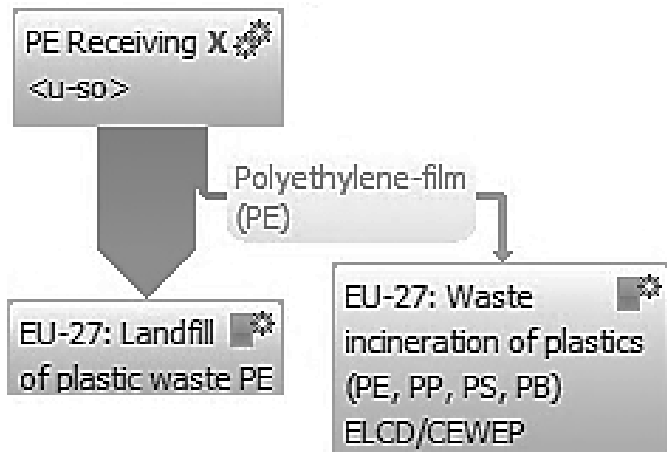 PE Receiving X
<u-so>
Polyethylene-film
(PE)
EU-27: Landfill
of plastic waste PE
EU-27: Waste
incineration of plastics
(PE, PP, PS, PB)
ELCD/CEWEP